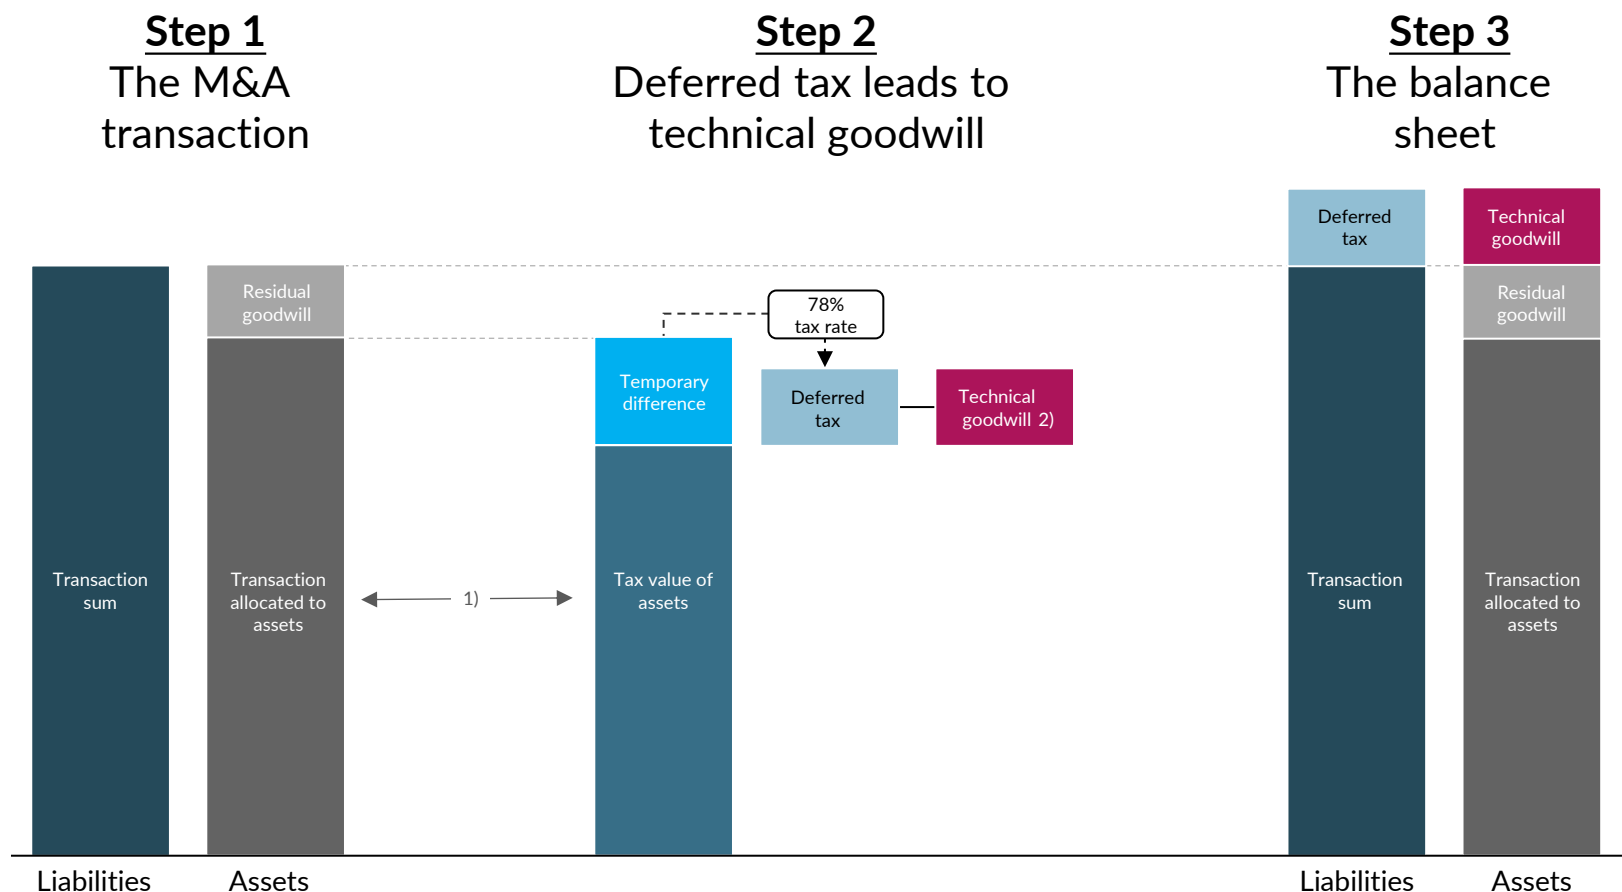 Step 1
The M&A
transaction
Step 2
Deferred tax leads to
technical goodwill
Step 3
The balance
sheet
Transaction
sum
Residual
goodwill
Transaction
allocated to
assets
1)
Temporary
difference
Tax value of
assets
78%
tax rate
Deferred
tax
Technical
goodwill 2)
Deferred
tax
Transaction
sum
Technical
goodwill
Residual
goodwill
Transaction
allocated to
assets
Liabilities
Assets
Liabilities
Assets